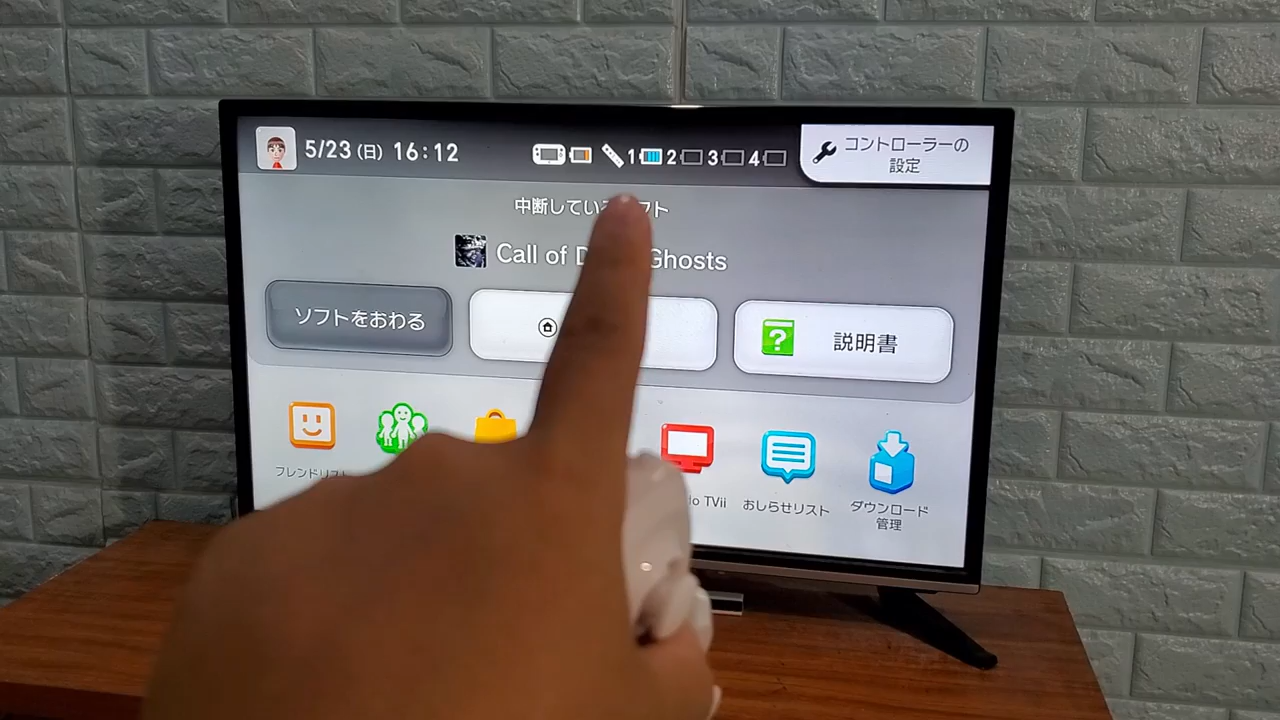 5/23 (日) 16:12
1 2 3 4
コントローラーの
設定
中断してい ト
Call of Ghosts
ソフトをおわる
説明書
?
フレンドリスト
TVii
おしらせリスト
ダウンロード
管理